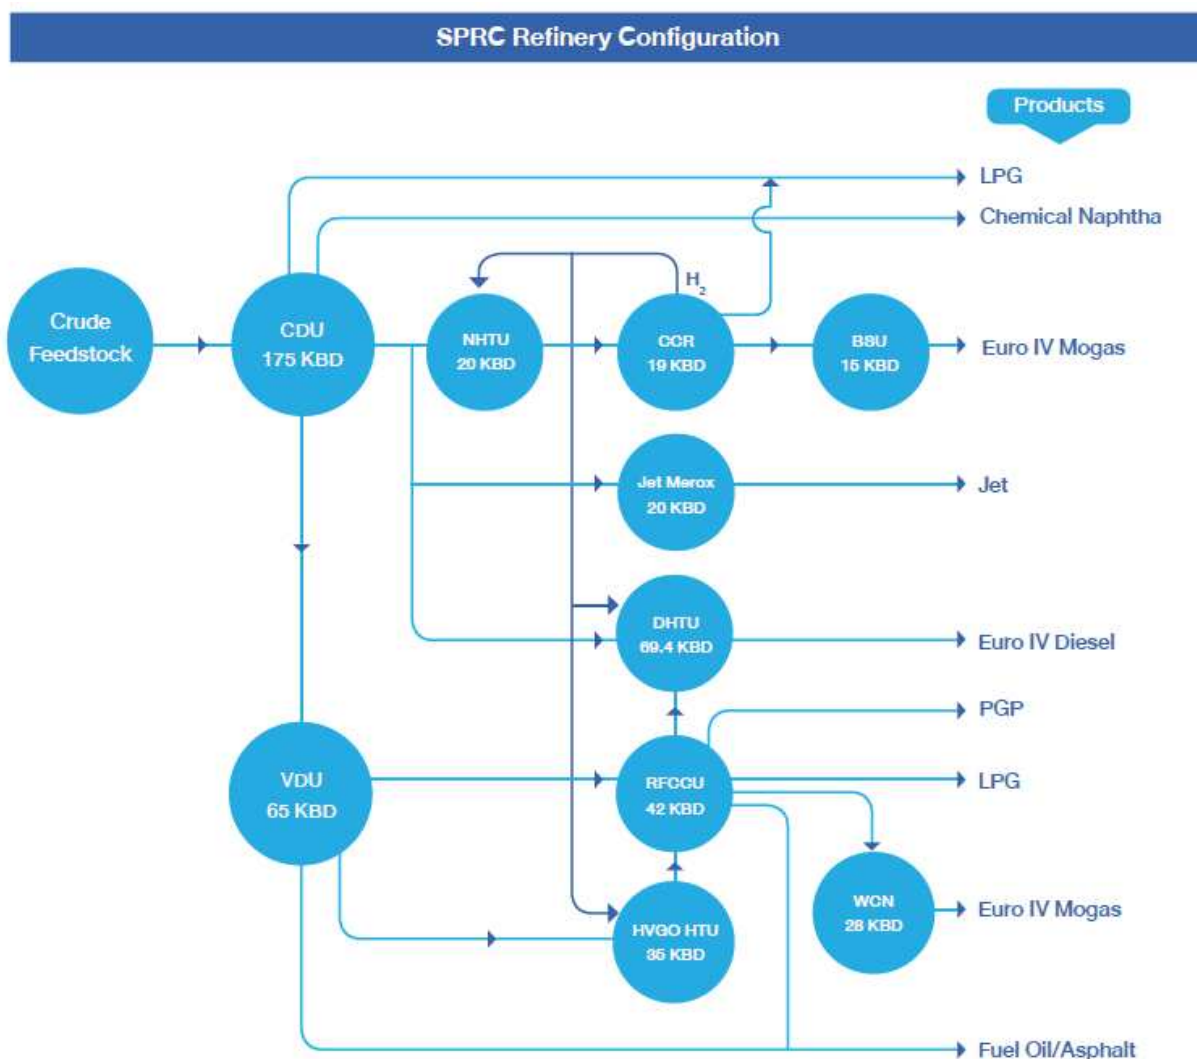 SPRC Refinery Configuration
Products
LPG
Chemical Naphtha
Crude
Feedstock
CDU
175 KBD
NHTU
20 KBD
H2
CCR
19 KBD
BSU
15 KBD
Euro IV Mogas
Jet Merox
20 KBD
Jet
DHTU
69.4 KBD
Euro IV Diesel
PGP
VDU
65 KBD
RFCCU
42 KBD
LPG
WCN
28 KBD
Euro IV Mogas
HVGO HTU
35 KBD
Fuel Oil/Asphalt